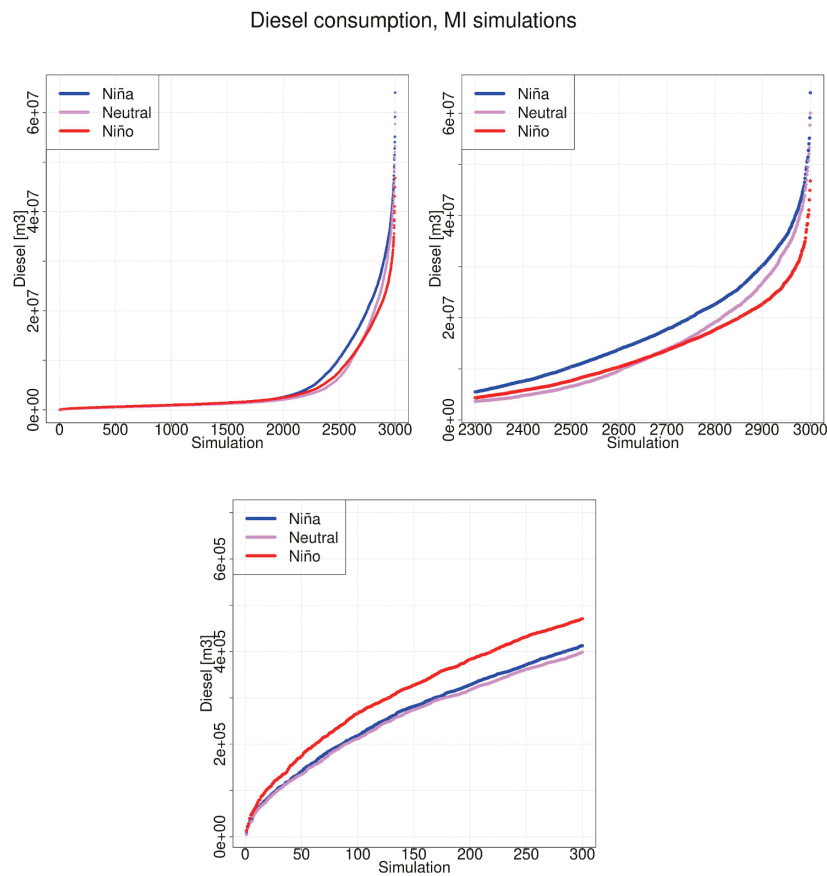 Diesel consumption, MI simulations
Niña
Neutral
Niño
Diesel [m3]
0e+00
2e+07
4e+07
6e+07
0
500
1000
1500
2000
2500
3000
Simulation
Niña
Neutral
Niño
Diesel [m3]
0e+00
2e+07
4e+07
6e+07
2300
2400
2500
2600
2700
2800
2900
3000
Simulation
Niña
Neutral
Niño
Diesel [m3]
0e+00
2e+05
4e+05
6e+05
0
50
100
150
200
250
300
Simulation